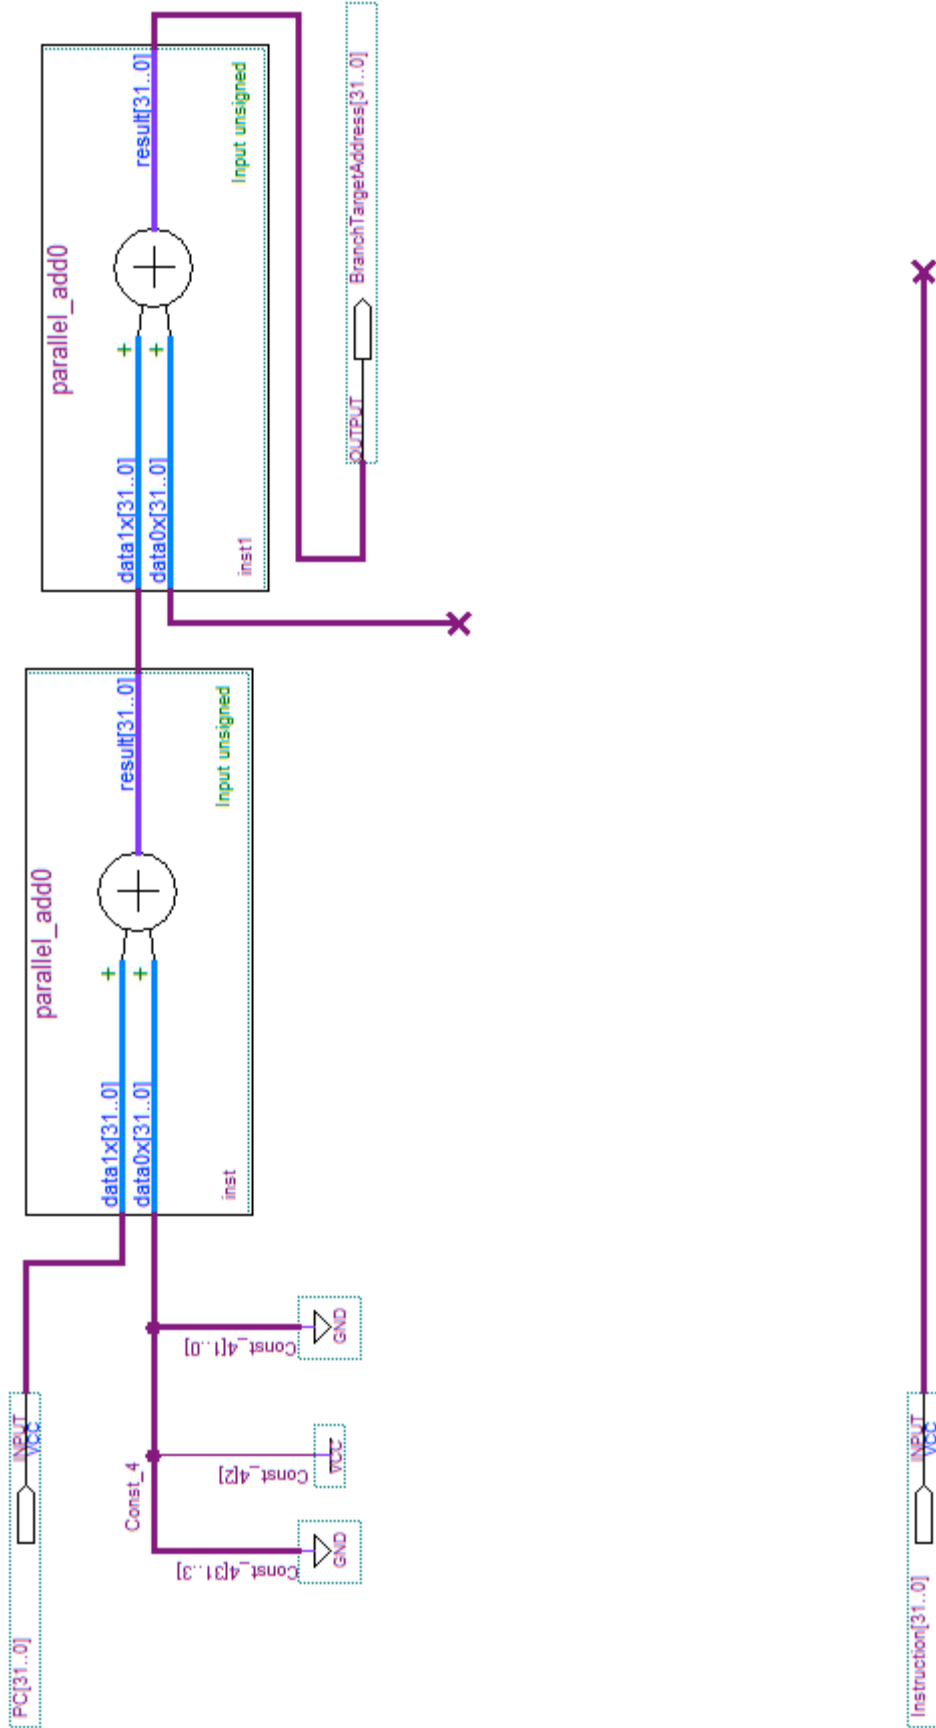 PC[31..0]
INPUT
VCC
Const_4
Const_4[31..3]
GND
Const_4[2]
VCC
Const_4[1..0]
GND
parallel_add0
data1x[31..0]
data0x[31..0]
+
+
result[31..0]
Input unsigned
inst
parallel_add0
data1x[31..0]
data0x[31..0]
+
+
result[31..0]
Input unsigned
inst1
OUTPUT
BranchTargetAddress[31..0]
Instruction[31..0]
INPUT
VCC